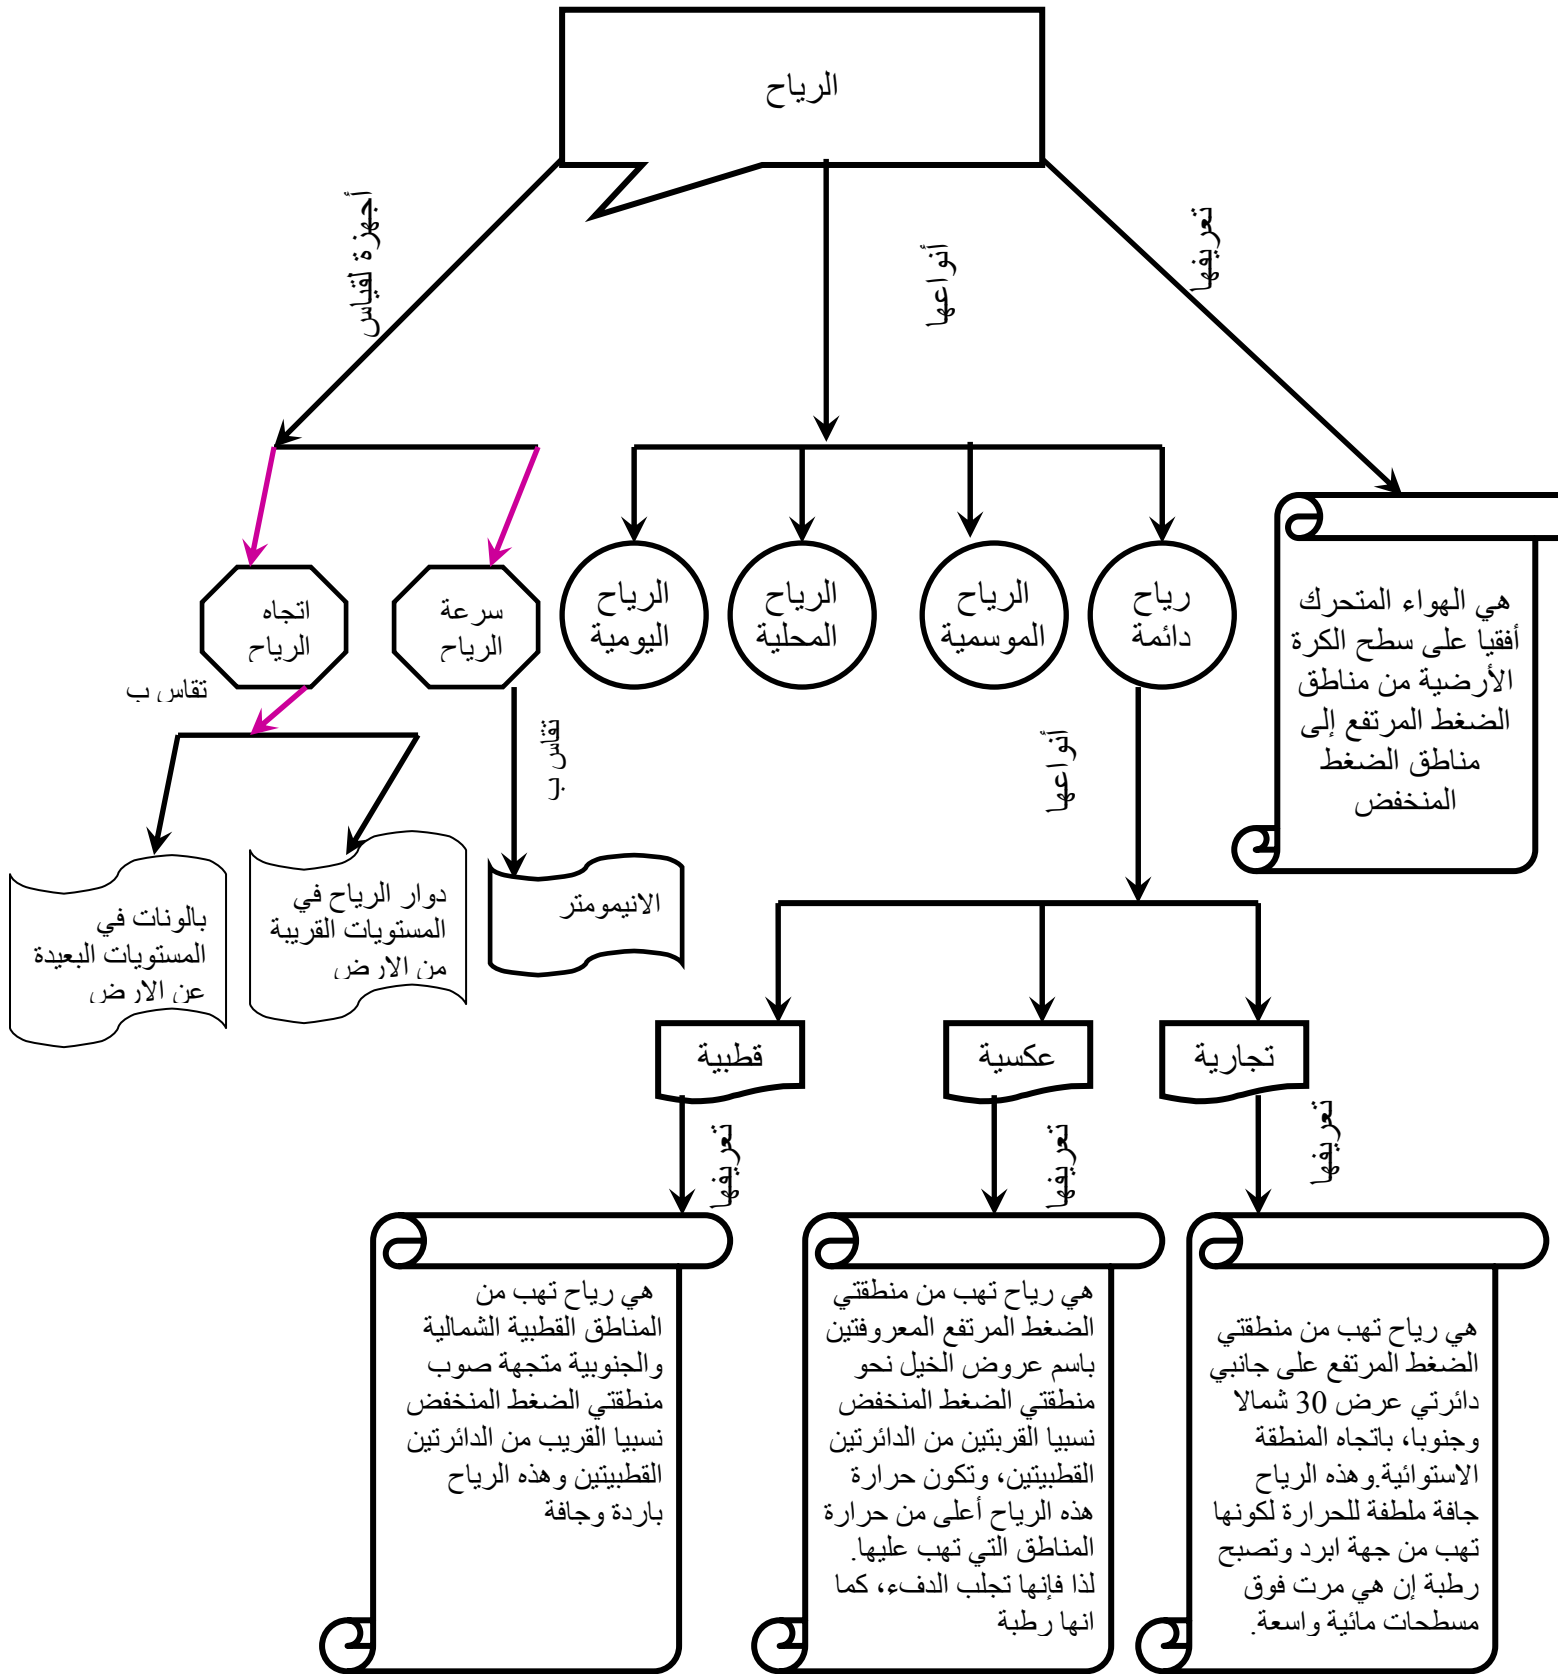 الرياح
تعريفها
أنواعها
أجهزة لقياس
هي الهواء المتحرك
أفقيا على سطح الكرة
الأرضية من مناطق
الضغط المرتفع إلى
مناطق الضغط
المنخفض
رياح
دائمة
الرياح
الموسمية
الرياح
المحلية
الرياح
اليومية
سرعة
الرياح
اتجاه
الرياح
تقاس ب
تقاس ب
أنواعها
الانيمومتر
دوار الرياح في
المستويات القريبة
من الارض
بالونات في
المستويات البعيدة
عن الارض
تجارية
عكسية
قطبية
تعريفها
تعريفها
تعريفها
هي رياح تهب من منطقتي
الضغط المرتفع على جانبي
دائرتي عرض 30 شمالا
وجنوبا، باتجاه المنطقة
الاستوائية.وهذه الرياح
جافة ملطفة للحرارة لكونها
تهب من جهة ابرد وتصبح
رطبة إن هي مرت فوق
مسطحات مائية واسعة.
هي رياح تهب من منطقتي
الضغط المرتفع المعروفتين
باسم عروض الخيل نحو
منطقتي الضغط المنخفض
نسبيا القربتين من الدائرتين
القطبيتين، وتكون حرارة
هذه الرياح أعلى من حرارة
المناطق التي تهب عليها.
لذا فإنها تجلب الدفء، كما
انها رطبة
هي رياح تهب من
المناطق القطبية الشمالية
والجنوبية متجهة صوب
منطقتي الضغط المنخفض
نسبيا القريب من الدائرتين
القطبيتين وهذه الرياح
باردة وجافة